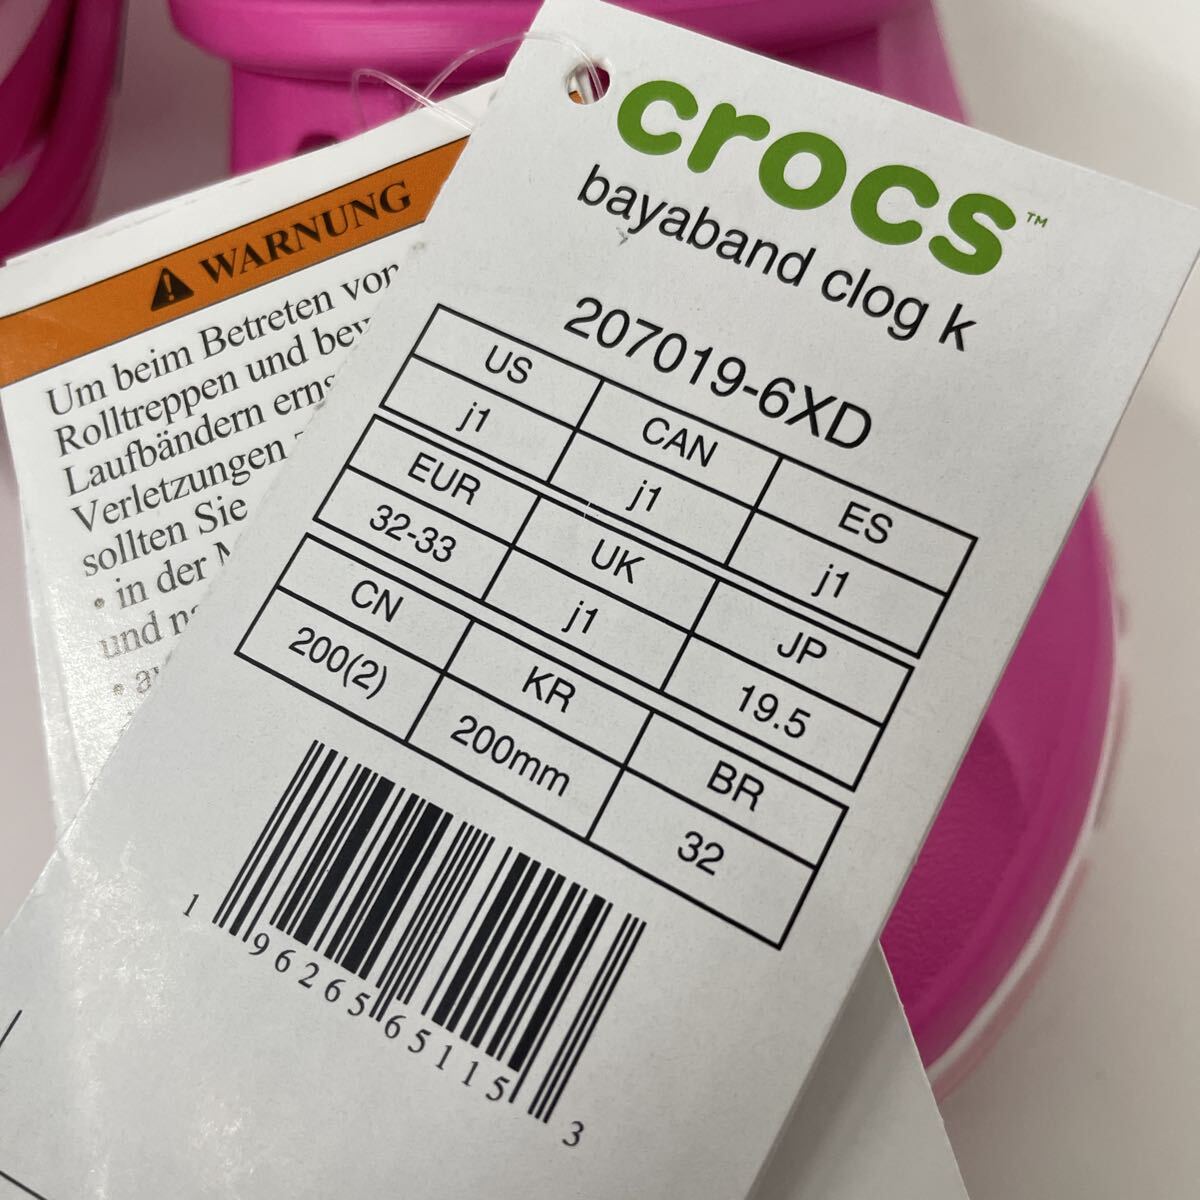 crocs™
bayaband clog k
207019-6XD
US CAN ES
j1 j1 j1
EUR UK JP
32-33 j1 19.5
CN KR BR
200(2) 200mm 32
1 96265 65115 3
WARNUNG
Um beim Betreten von
Rolltreppen und
Laufbändern
Verletzungen
sollten Sie
• in der
und
•